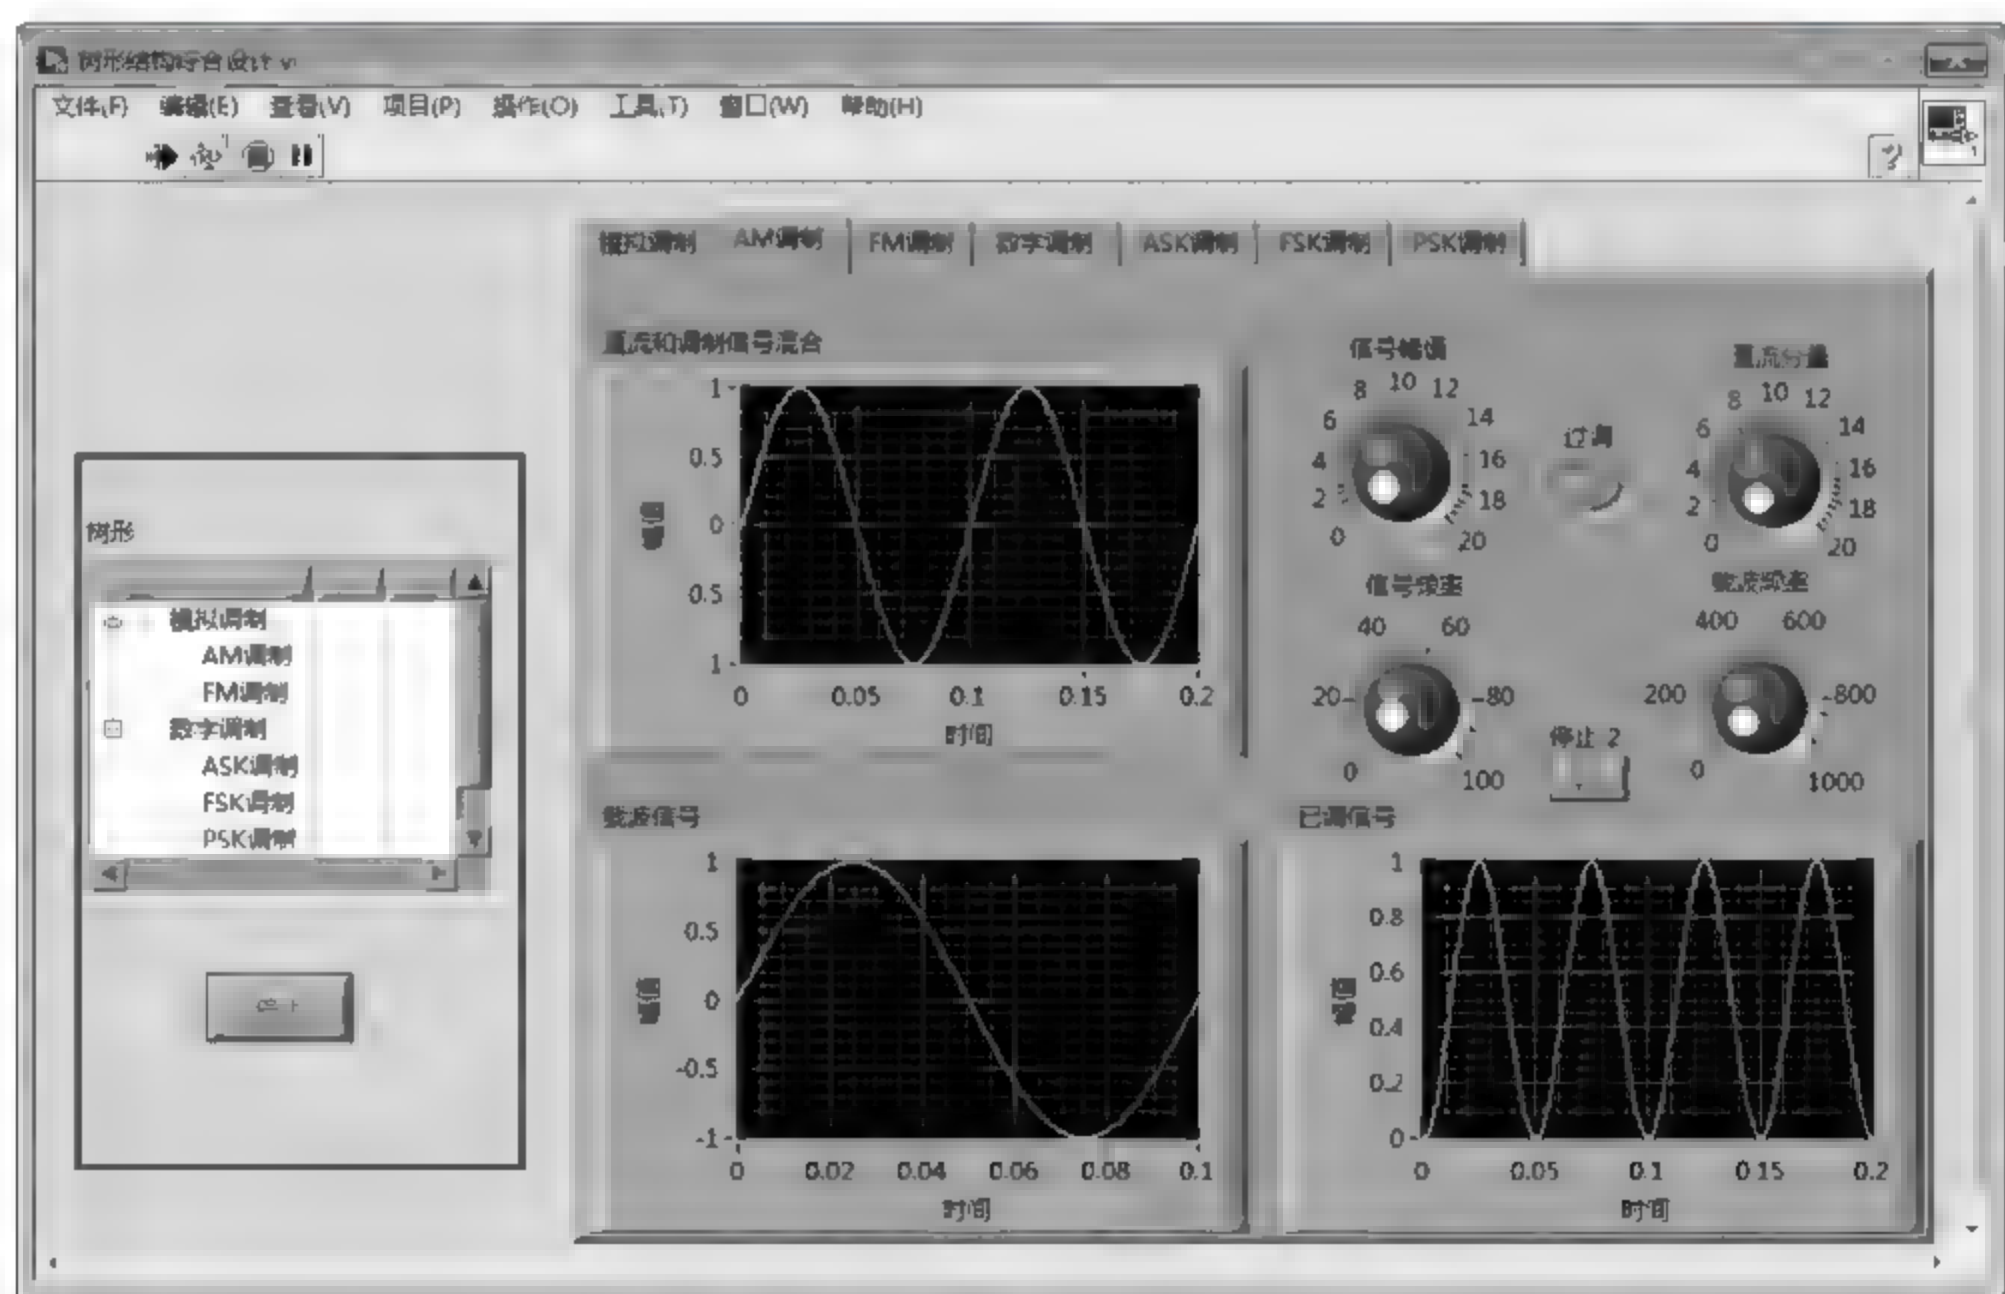 树形结构综合设计.vi
文件(F) 编辑(E) 查看(V) 项目(P) 操作(O) 工具(T) 窗口(W) 帮助(H)
模拟调制 AM调制 FM调制 数字调制 ASK调制 FSK调制 PSK调制
树形
模拟调制
AM调制
FM调制
数字调制
ASK调制
FSK调制
PSK调制
停止
直流和调制信号混合
幅值
1
0.5
0
0.5
1
0 0.05 0.1 0.15 0.2
时间
信号幅值
0 2 4 6 8 10 12 14 16 18 20
过调
直流分量
0 2 4 6 8 10 12 14 16 18 20
信号频率
0 20 40 60 80 100
停止 2
载波频率
0 200 400 600 800 1000
载波信号
幅值
1
0.5
0
-0.5
-1
0 0.02 0.04 0.06 0.08 0.1
时间
已调信号
幅值
1
0.8
0.6
0.4
0.2
0
0 0.05 0.1 0.15 0.2
时间